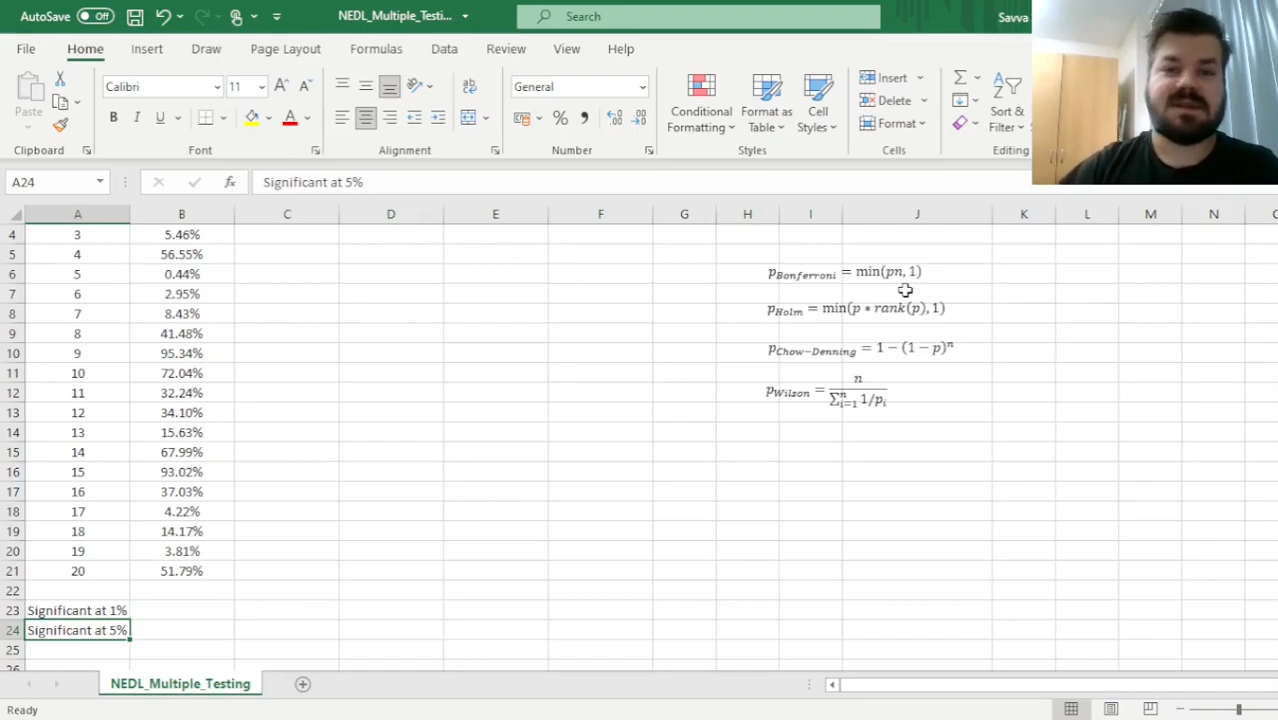 AutoSave Off NEDL_Multiple_Testi... Search Savva
File Home Insert Draw Page Layout Formulas Data Review View Help
Paste Calibri 11 General Conditional Formatting Format as Table Cell Styles Insert Delete Format Sort & Filter
Clipboard Font Alignment Number Styles Cells Editing
A24 fx Significant at 5%
A B C D E F G H I J K L M N
4 3 5.46%
5 4 56.55%
6 5 0.44% p_Bonferroni = min(pn, 1)
7 6 2.95%
8 7 8.43% p_Holm = min(p ∗ rank(p), 1)
9 8 41.48%
10 9 95.34% p_Chow−Denning = 1 − (1 − p)^n
11 10 72.04%
12 11 32.24% p_Wilson = n / ∑_{i=1}^n 1/p_i
13 12 34.10%
14 13 15.63%
15 14 67.99%
16 15 93.02%
17 16 37.03%
18 17 4.22%
19 18 14.17%
20 19 3.81%
21 20 51.79%
22
23 Significant at 1%
24 Significant at 5%
25
26
NEDL_Multiple_Testing
Ready